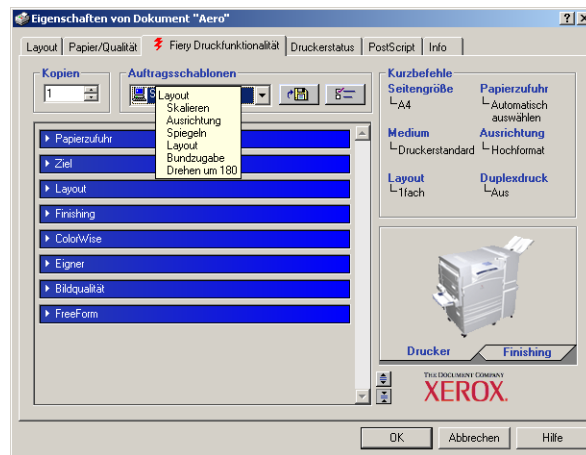 Eigenschaften von Dokument "Aero"
Layout
Papier/Qualität
Fiery Druckfunktionalität
Druckerstatus
PostScript
Info
Kopien
1
Auftragsschablonen
S
Layout
Skalieren
Ausrichtung
Spiegeln
Layout
Bundzugabe
Drehen um 180
Papierzufuhr
Ziel
Layout
Finishing
ColorWise
Eigner
Bildqualität
FreeForm
Kurzbefehle
Seitengröße
A4
Papierzufuhr
Automatisch
auswählen
Medium
Druckerstandard
Ausrichtung
Hochformat
Layout
1fach
Duplexdruck
Aus
Drucker
Finishing
THE DOCUMENT COMPANY
XEROX.
OK
Abbrechen
Hilfe